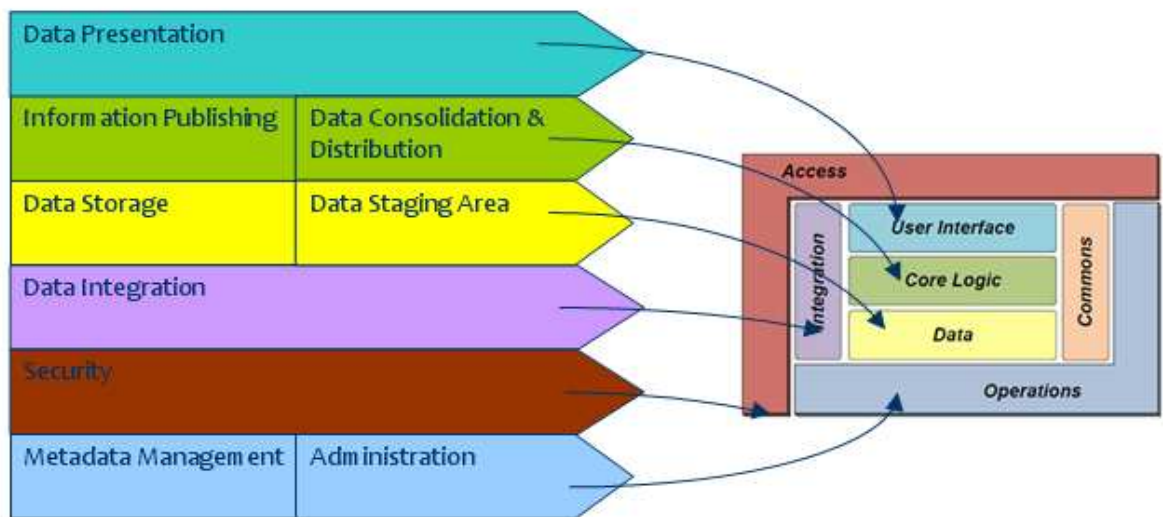 Data Presentation
Information Publishing
Data Consolidation &
Distribution
Data Storage
Data Staging Area
Data Integration
Security
Metadata Management
Administration
Access
Integration
User Interface
Core Logic
Data
Commons
Operations